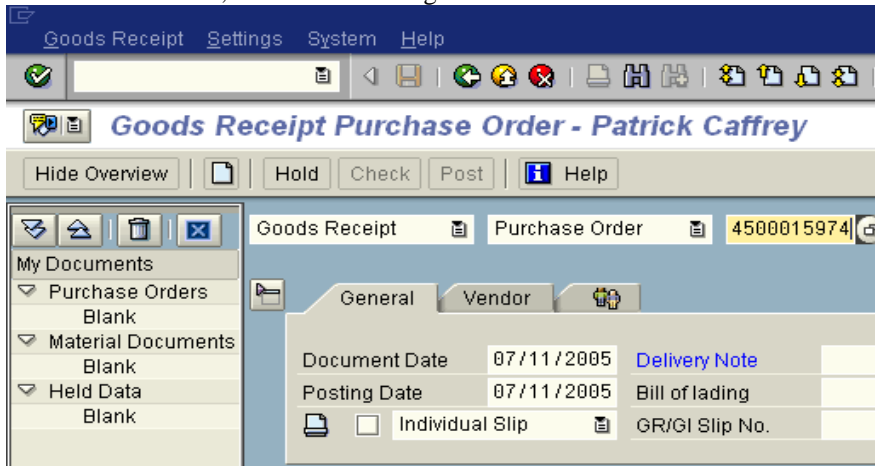 Goods Receipt Settings System Help
Goods Receipt Purchase Order - Patrick Caffrey
Hide Overview Hold Check Post Help
Goods Receipt Purchase Order 4500015974
My Documents
Purchase Orders
Blank
Material Documents
Blank
Held Data
Blank
General Vendor
Document Date 07/11/2005 Delivery Note
Posting Date 07/11/2005 Bill of lading
Individual Slip GR/GI Slip No.